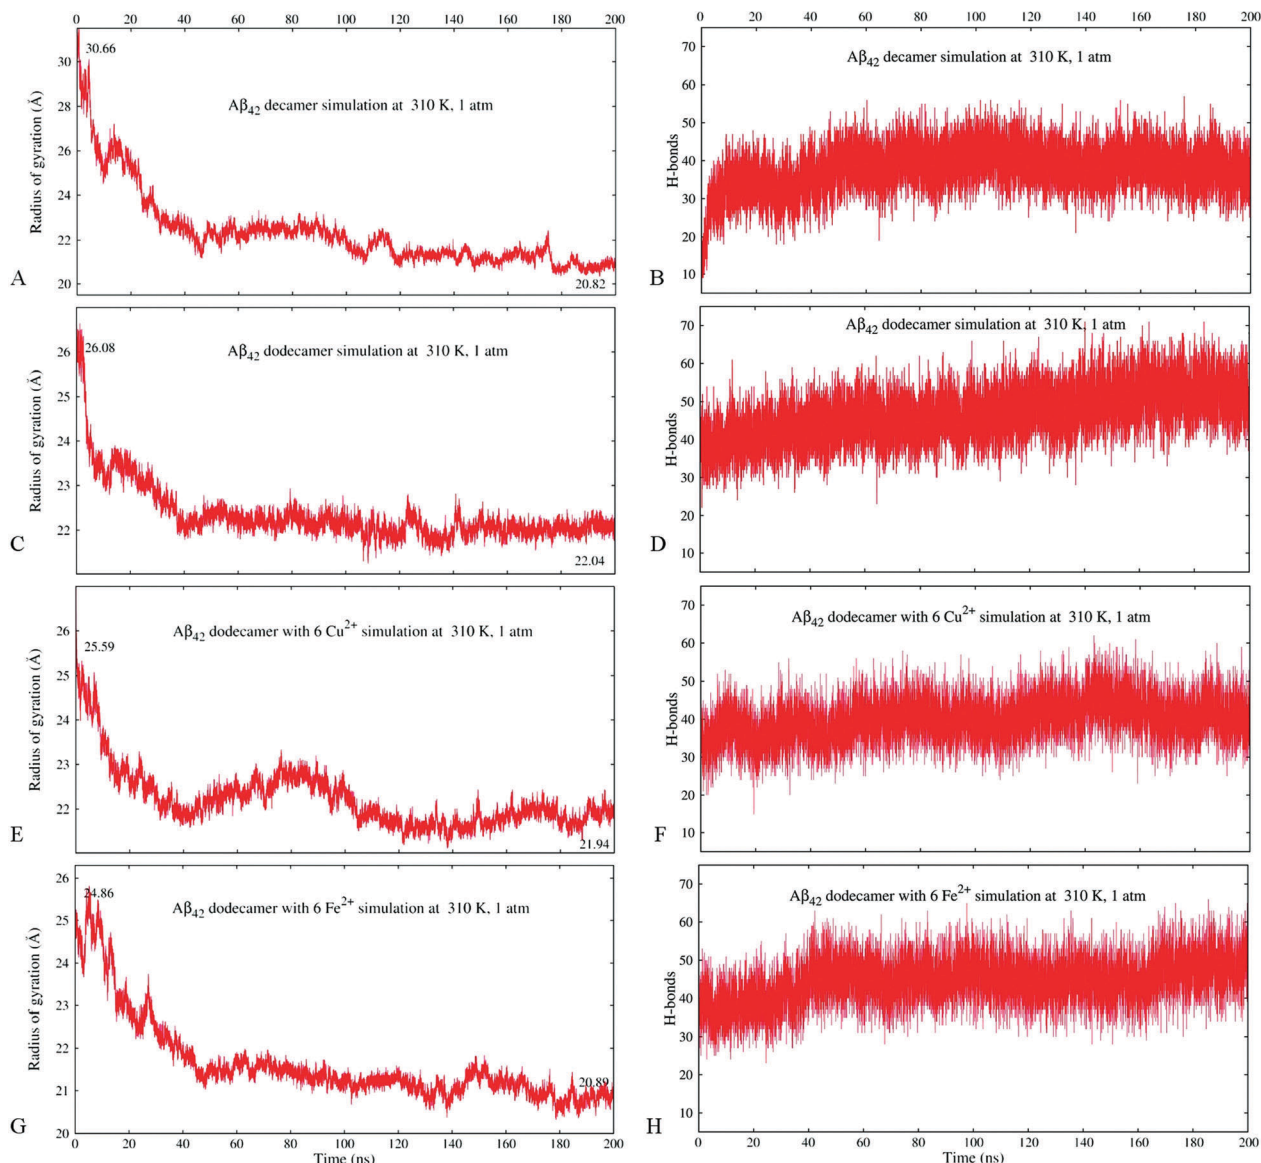 0 20 40 60 80 100 120 140 160 180 200
0 20 40 60 80 100 120 140 160 180 200
30
28
26
24
22
20
Radius of gyration (Å)
30.66
Aβ42 decamer simulation at 310 K, 1 atm
20.82
A
70
60
50
40
30
20
10
H-bonds
Aβ42 decamer simulation at 310 K, 1 atm
B
26
25
24
23
22
Radius of gyration (Å)
26.08
Aβ42 dodecamer simulation at 310 K, 1 atm
22.04
C
70
60
50
40
30
20
10
H-bonds
Aβ42 dodecamer simulation at 310 K, 1 atm
D
26
25
24
23
22
Radius of gyration (Å)
25.59
Aβ42 dodecamer with 6 Cu2+ simulation at 310 K, 1 atm
21.94
E
70
60
50
40
30
20
10
H-bonds
Aβ42 dodecamer with 6 Cu2+ simulation at 310 K, 1 atm
F
26
25
24
23
22
21
20
Radius of gyration (Å)
24.86
Aβ42 dodecamer with 6 Fe2+ simulation at 310 K, 1 atm
20.89
G
70
60
50
40
30
20
10
H-bonds
Aβ42 dodecamer with 6 Fe2+ simulation at 310 K, 1 atm
H
0 20 40 60 80 100 120 140 160 180 200
Time (ns)
0 20 40 60 80 100 120 140 160 180 200
Time (ns)